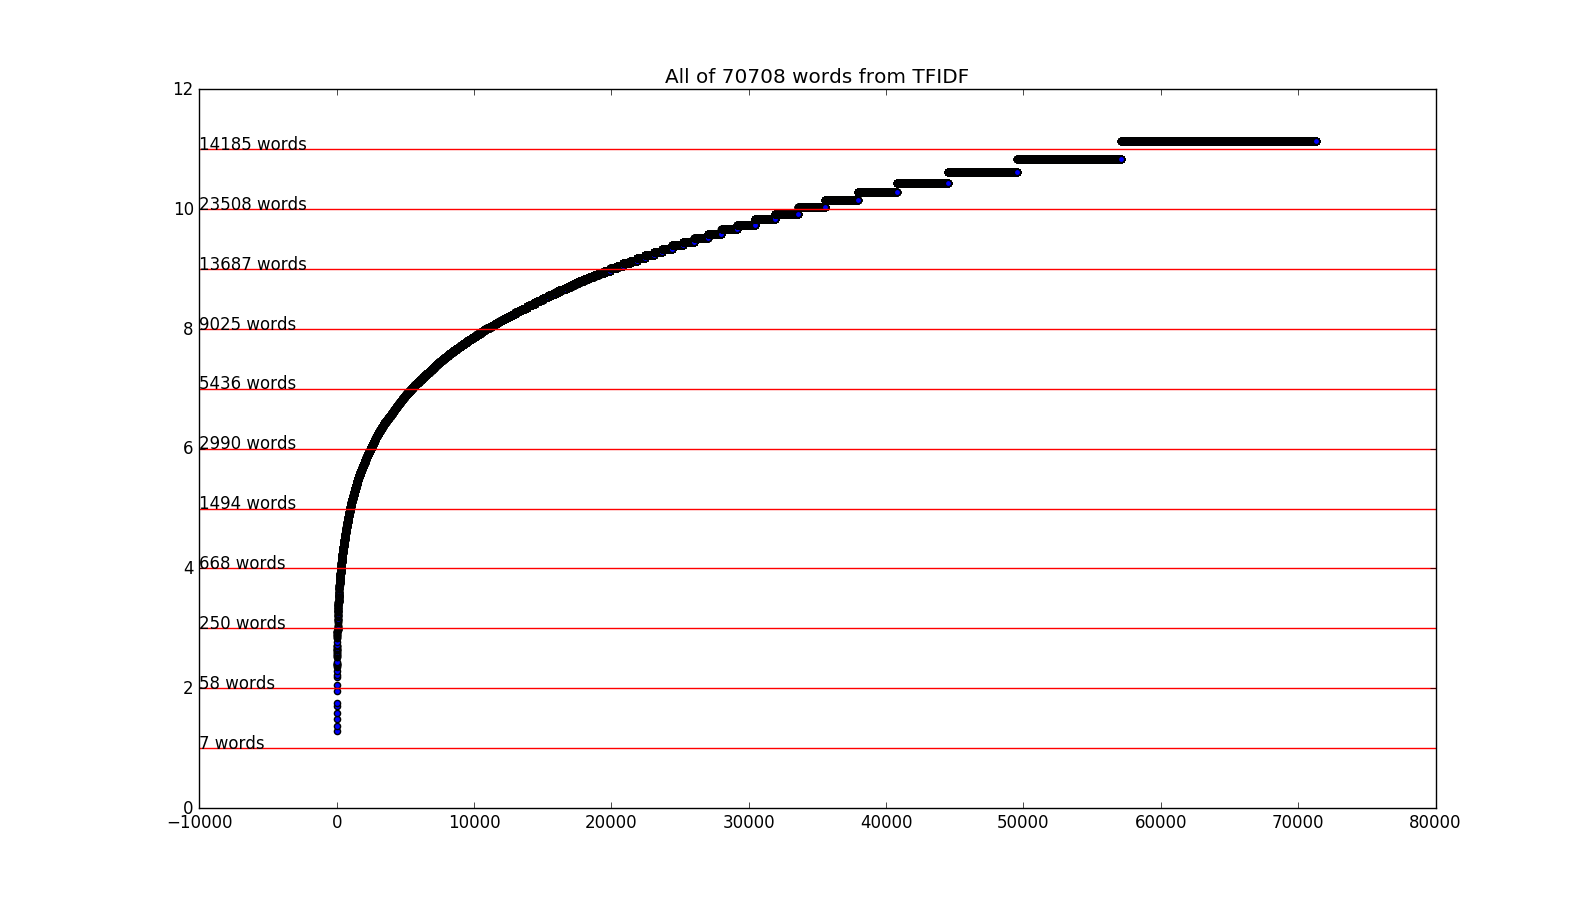 All of 70708 words from TFIDF
12
14185 words
10
23508 words
13687 words
8
9025 words
5436 words
6
2990 words
1494 words
4
668 words
250 words
2
58 words
7 words
0
−10000 0 10000 20000 30000 40000 50000 60000 70000 80000